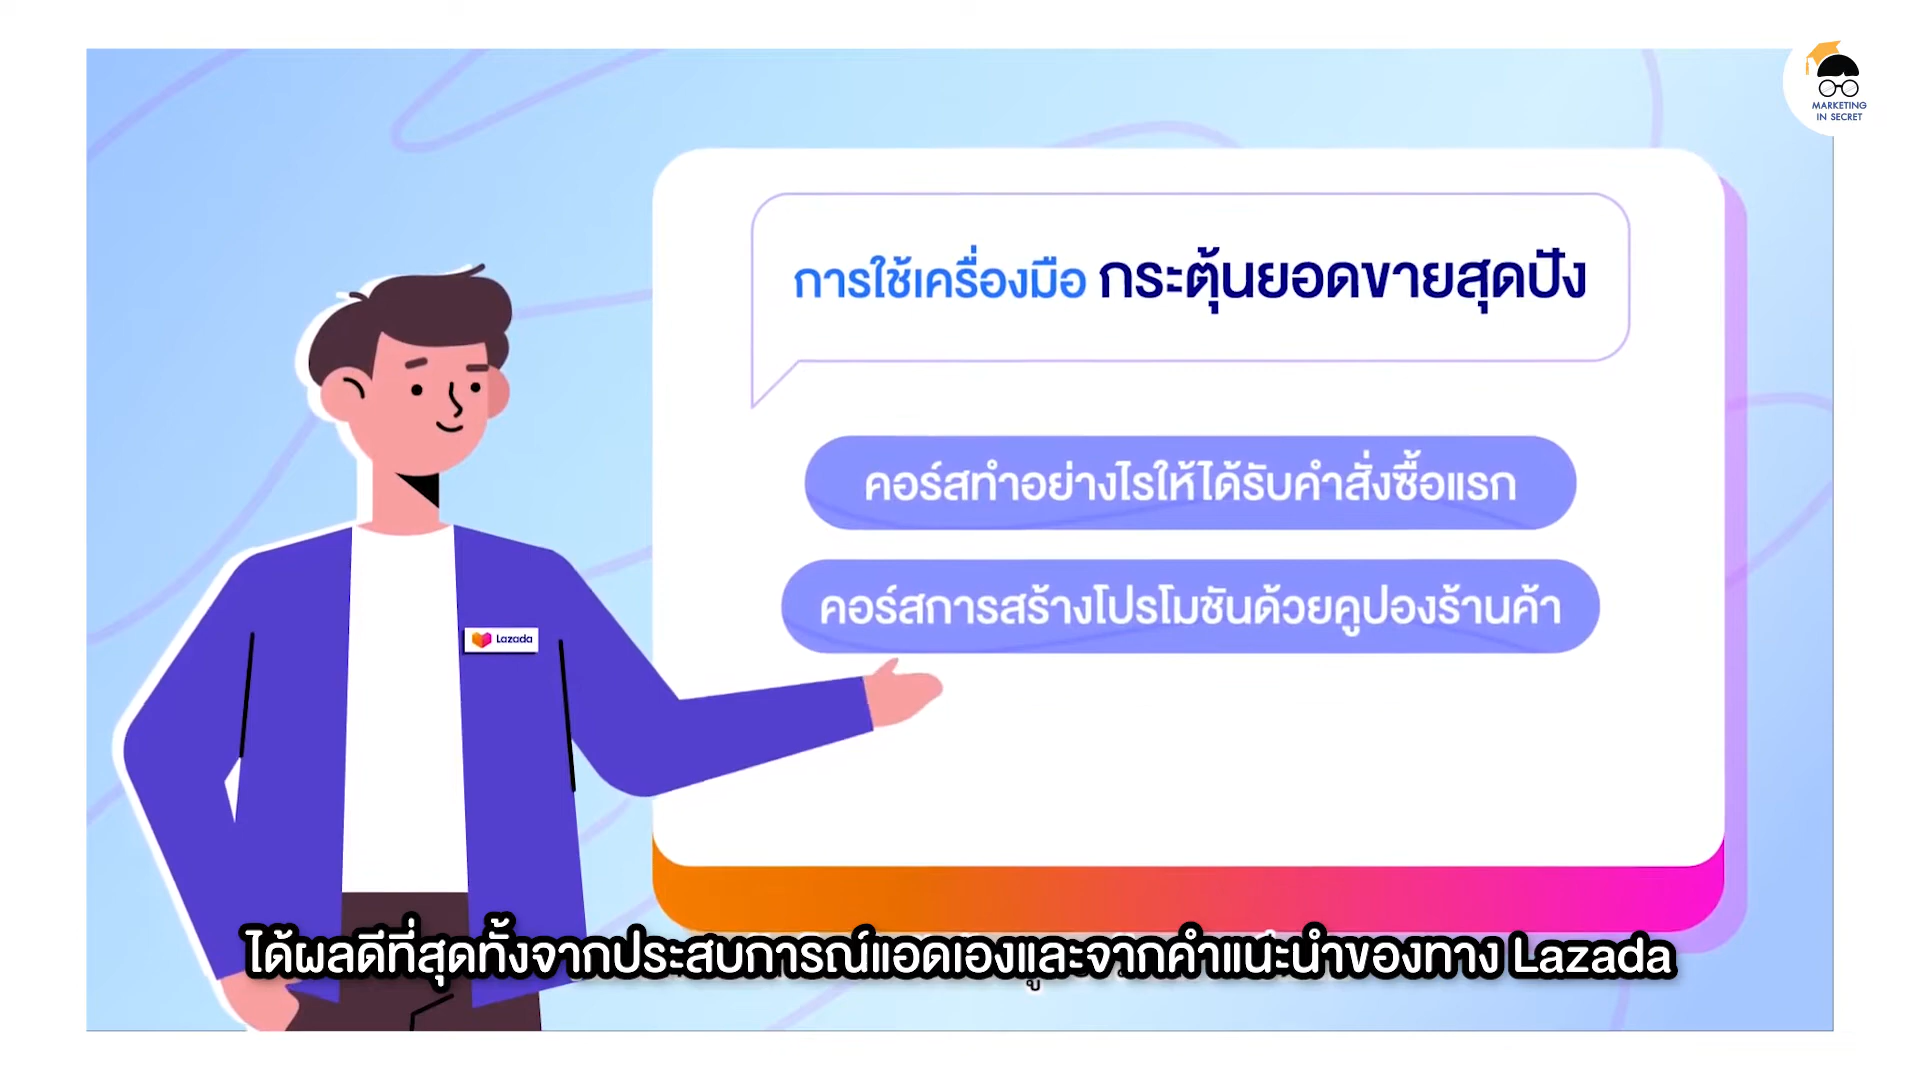 MARKETING
IN SECRET
การใช้เครื่องมือ กระตุ้นยอดขายสุดปัง
คอร์สทำอย่างไรให้ได้รับคำสั่งซื้อแรก
คอร์สการสร้างโปรโมชันด้วยคูปองร้านค้า
Lazada
ได้ผลดีที่สุดทั้งจากประสบการณ์แอดเองและจากคำแนะนำของทาง Lazada